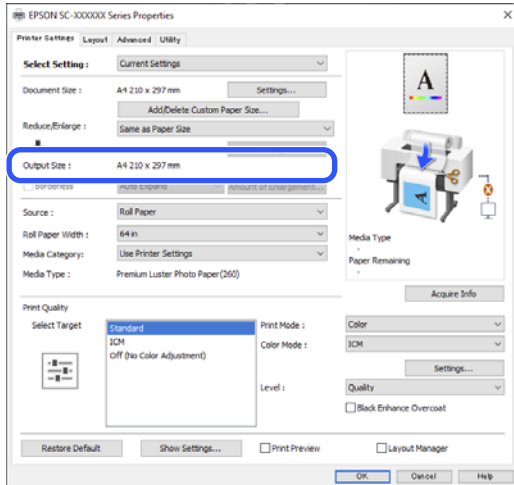 EPSON SC-XXXXXX Series Properties
Printer Settings Layout Advanced Utility
Select Setting : Current Settings
Document Size : A4 210 x 297 mm Settings...
Add/Delete Custom Paper Size...
Reduce/Enlarge : Same as Paper Size
Output Size : A4 210 x 297 mm
Borderless Auto Expand Amount of Enlargement...
Source : Roll Paper
Roll Paper Width : 64 in
Media Category: Use Printer Settings
Media Type : Premium Luster Photo Paper(260)
A
A
Media Type
-
Paper Remaining
-
Acquire Info
Print Quality
Select Target Standard
ICM
Off (No Color Adjustment)
Print Mode : Color
Color Mode : ICM
Settings...
Level : Quality
Black Enhance Overcoat
Restore Default Show Settings... Print Preview Layout Manager
OK Cancel Help